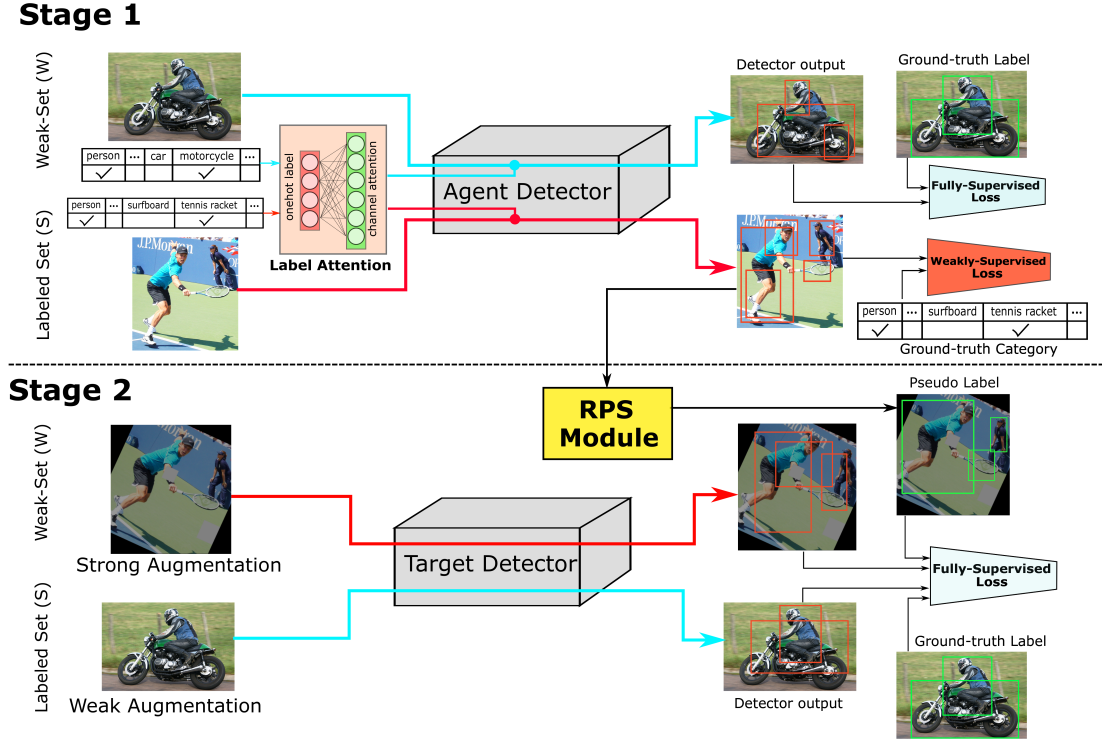 Stage 1
Weak-Set (W)
person ... car motorcycle ...
person ... surfboard tennis racket ...
Labeled Set (S)
J.P.Morgan
onehot label
channel attention
Label Attention
Agent Detector
Detector output
Ground-truth Label
Fully-Supervised
Loss
Weakly-Supervised
Loss
person ... surfboard tennis racket ...
Ground-truth Category
Stage 2
RPS
Module
Pseudo Label
Weak-Set (W)
Strong Augmentation
Target Detector
Labeled Set (S)
Weak Augmentation
Fully-Supervised
Loss
Detector output
Ground-truth Label